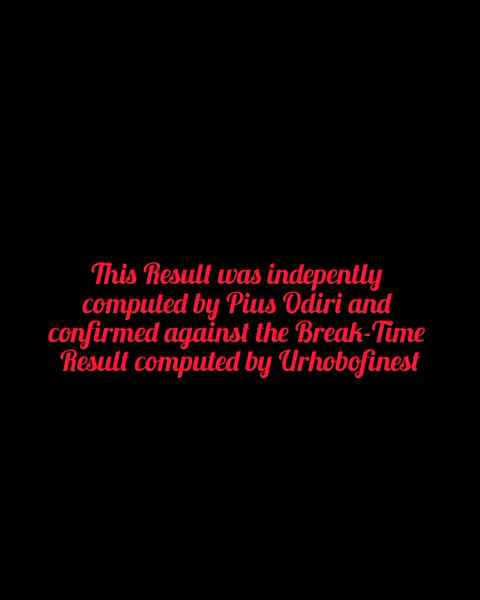 This Result was indepently
computed by Pius Odiri and
confirmed against the Break-Time
Result computed by Urhobofinest